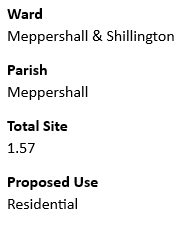 Ward
Meppershall & Shillington
Parish
Meppershall
Total Site
1.57
Proposed Use
Residential